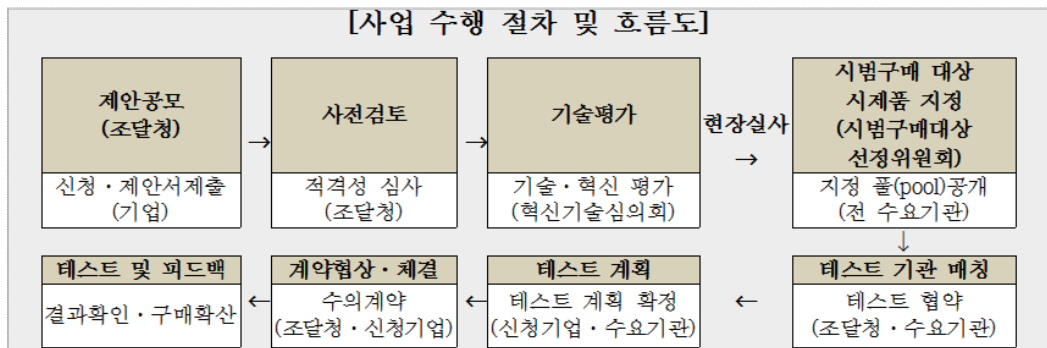 [사업 수행 절차 및 흐름도]
제안공모
(조달청)
신청·제안서제출
(기업)
→
사전검토
적격성 심사
(조달청)
→
기술평가
기술·혁신 평가
(혁신기술심의회)
현장실사
→
시범구매 대상
시제품 지정
(시범구매대상
선정위원회)
지정 풀(pool)공개
(전 수요기관)
↓
테스트 기관 매칭
테스트 협약
(조달청·수요기관)
←
테스트 계획
테스트 계획 확정
(신청기업·수요기관)
←
계약협상·체결
수의계약
(조달청·신청기업)
←
테스트 및 피드백
결과확인·구매확산